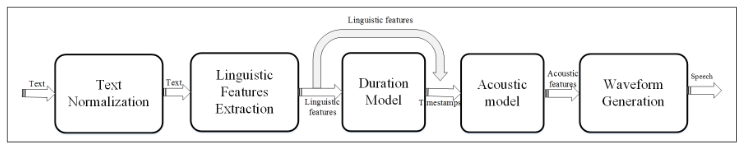 Linguistic features
Text
Text
Normalization
Text
Linguistic
Features
Extraction
Linguistic
features
Duration
Model
Timestamps
Acoustic
model
Acoustic
features
Waveform
Generation
Speech